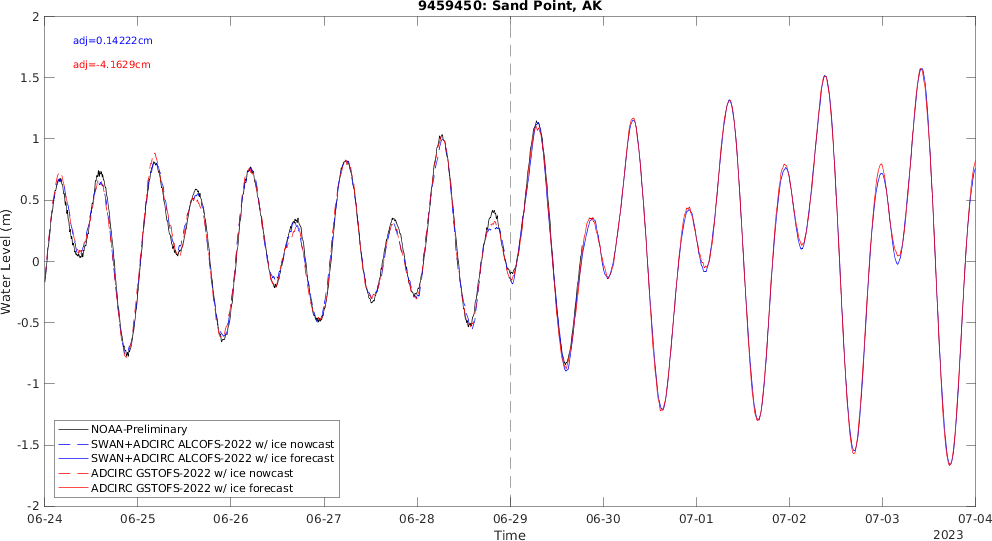 9459450: Sand Point, AK
adj=0.14222cm
adj=-4.1629cm
Water Level (m)
2
1.5
1
0.5
0
-0.5
-1
-1.5
-2
NOAA-Preliminary
SWAN+ADCIRC ALCOFS-2022 w/ ice nowcast
SWAN+ADCIRC ALCOFS-2022 w/ ice forecast
ADCIRC GSTOFS-2022 w/ ice nowcast
ADCIRC GSTOFS-2022 w/ ice forecast
06-24 06-25 06-26 06-27 06-28 06-29 06-30 07-01 07-02 07-03 07-04
Time
2023